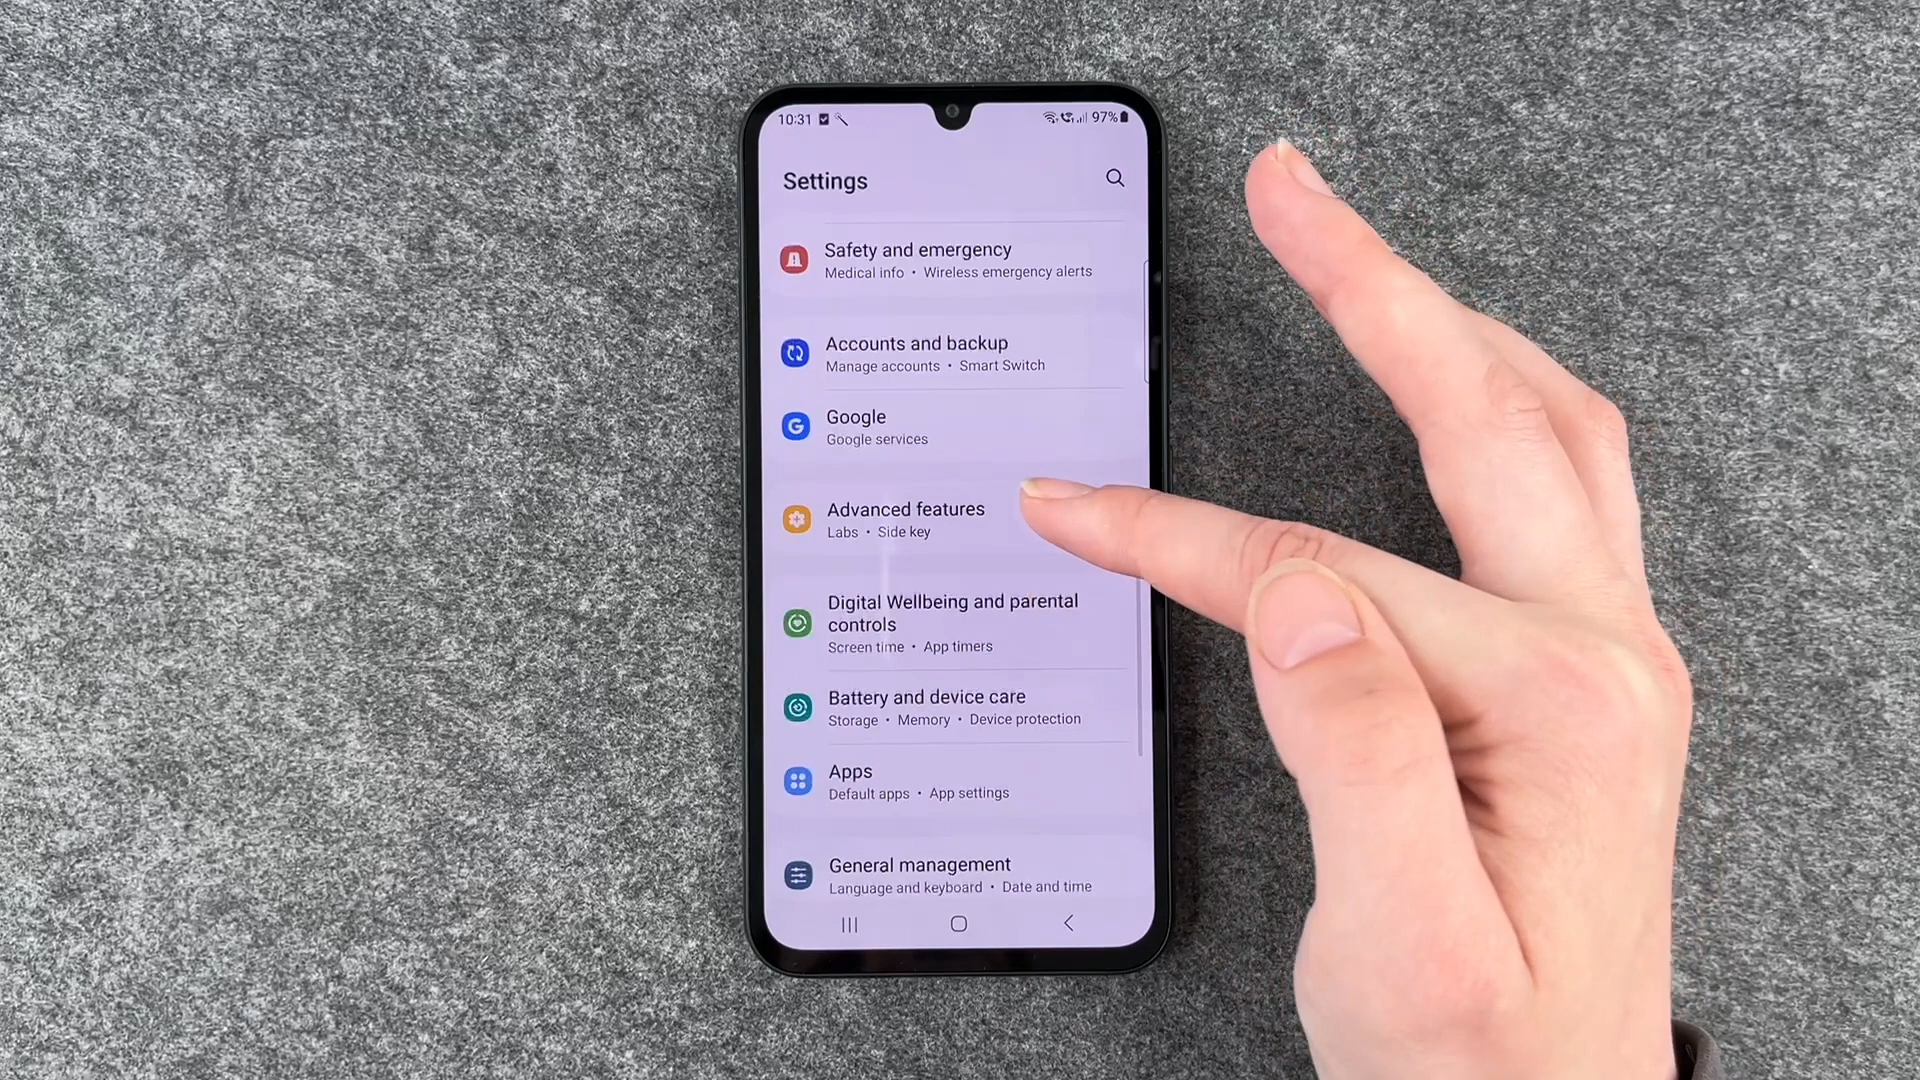 10:31 97%
Settings
Safety and emergency
Medical info • Wireless emergency alerts
Accounts and backup
Manage accounts • Smart Switch
G Google
Google services
Advanced features
Labs • Side key
Digital Wellbeing and parental
controls
Screen time • App timers
Battery and device care
Storage • Memory • Device protection
Apps
Default apps • App settings
General management
Language and keyboard • Date and time